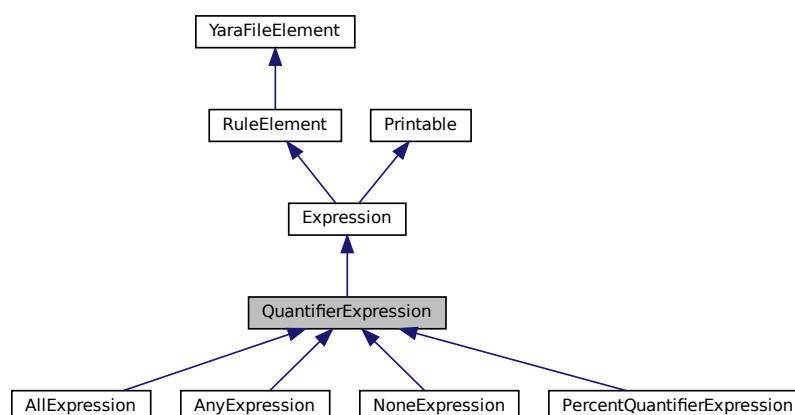 YaraFileElement
RuleElement
Printable
Expression
QuantifierExpression
AllExpression
AnyExpression
NoneExpression
PercentQuantifierExpression